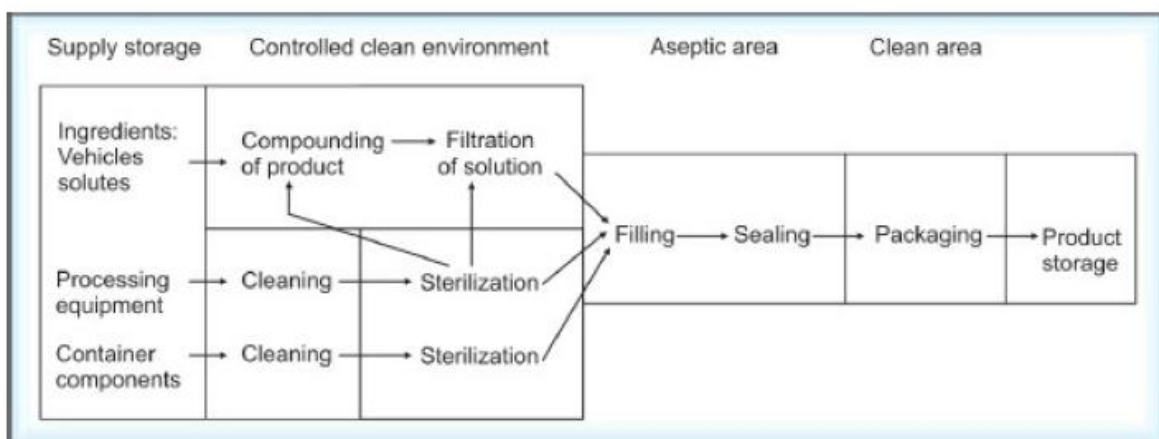 Supply storage
Controlled clean environment
Aseptic area
Clean area
Ingredients:
Vehicles
solutes
Compounding
of product
Filtration
of solution
Filling
Sealing
Packaging
Product
storage
Processing
equipment
Cleaning
Sterilization
Container
components
Cleaning
Sterilization